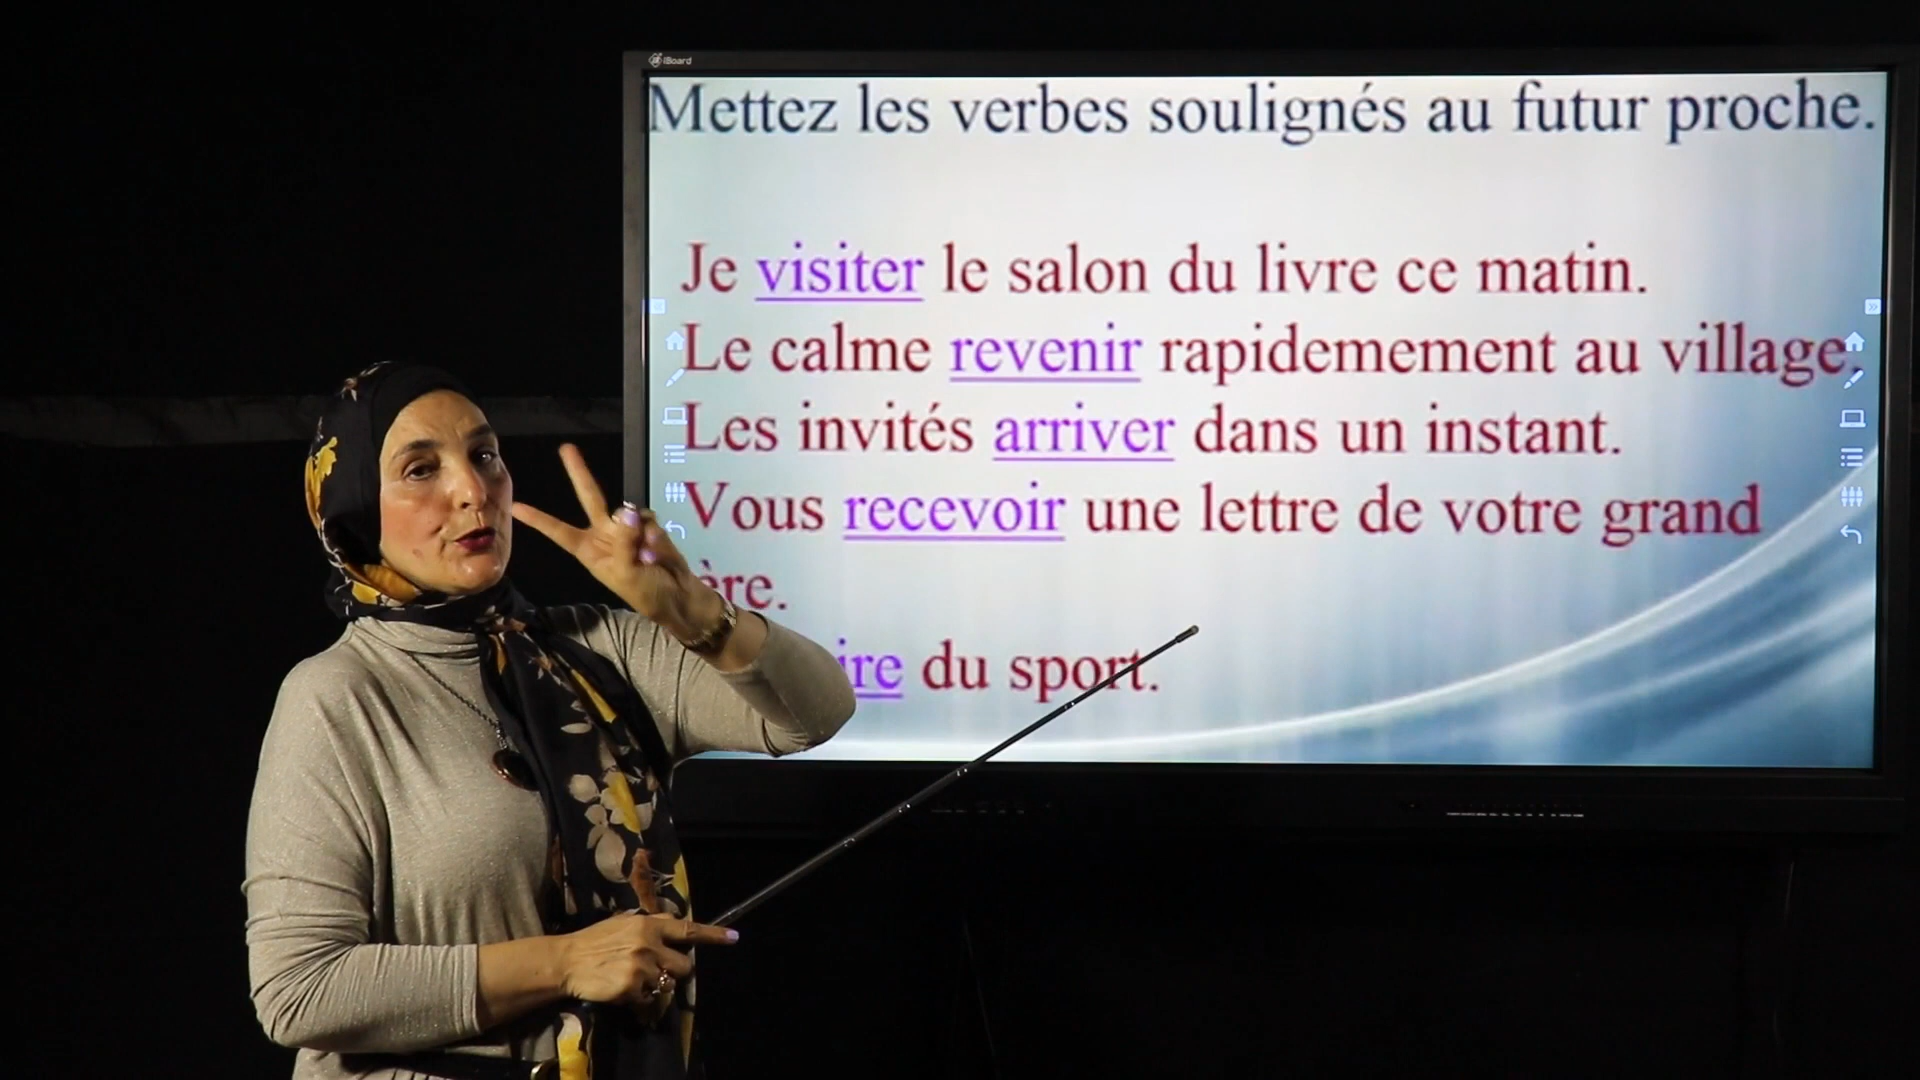 iBoard
Mettez les verbes soulignés au futur proche.
Je visiter le salon du livre ce matin.
Le calme revenir rapidemement au village.
Les invités arriver dans un instant.
Vous recevoir une lettre de votre grand
ère.
ire du sport.